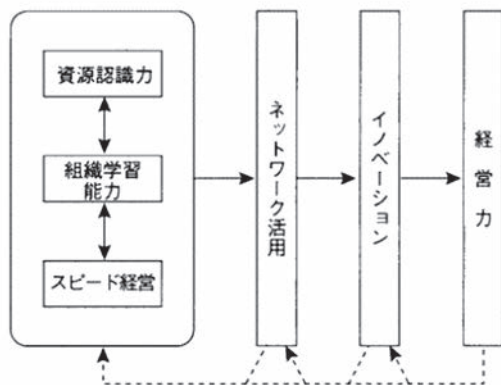 資源認識力
組織学習
能力
スピード経営
ネットワーク活用
イノベーション
経営力